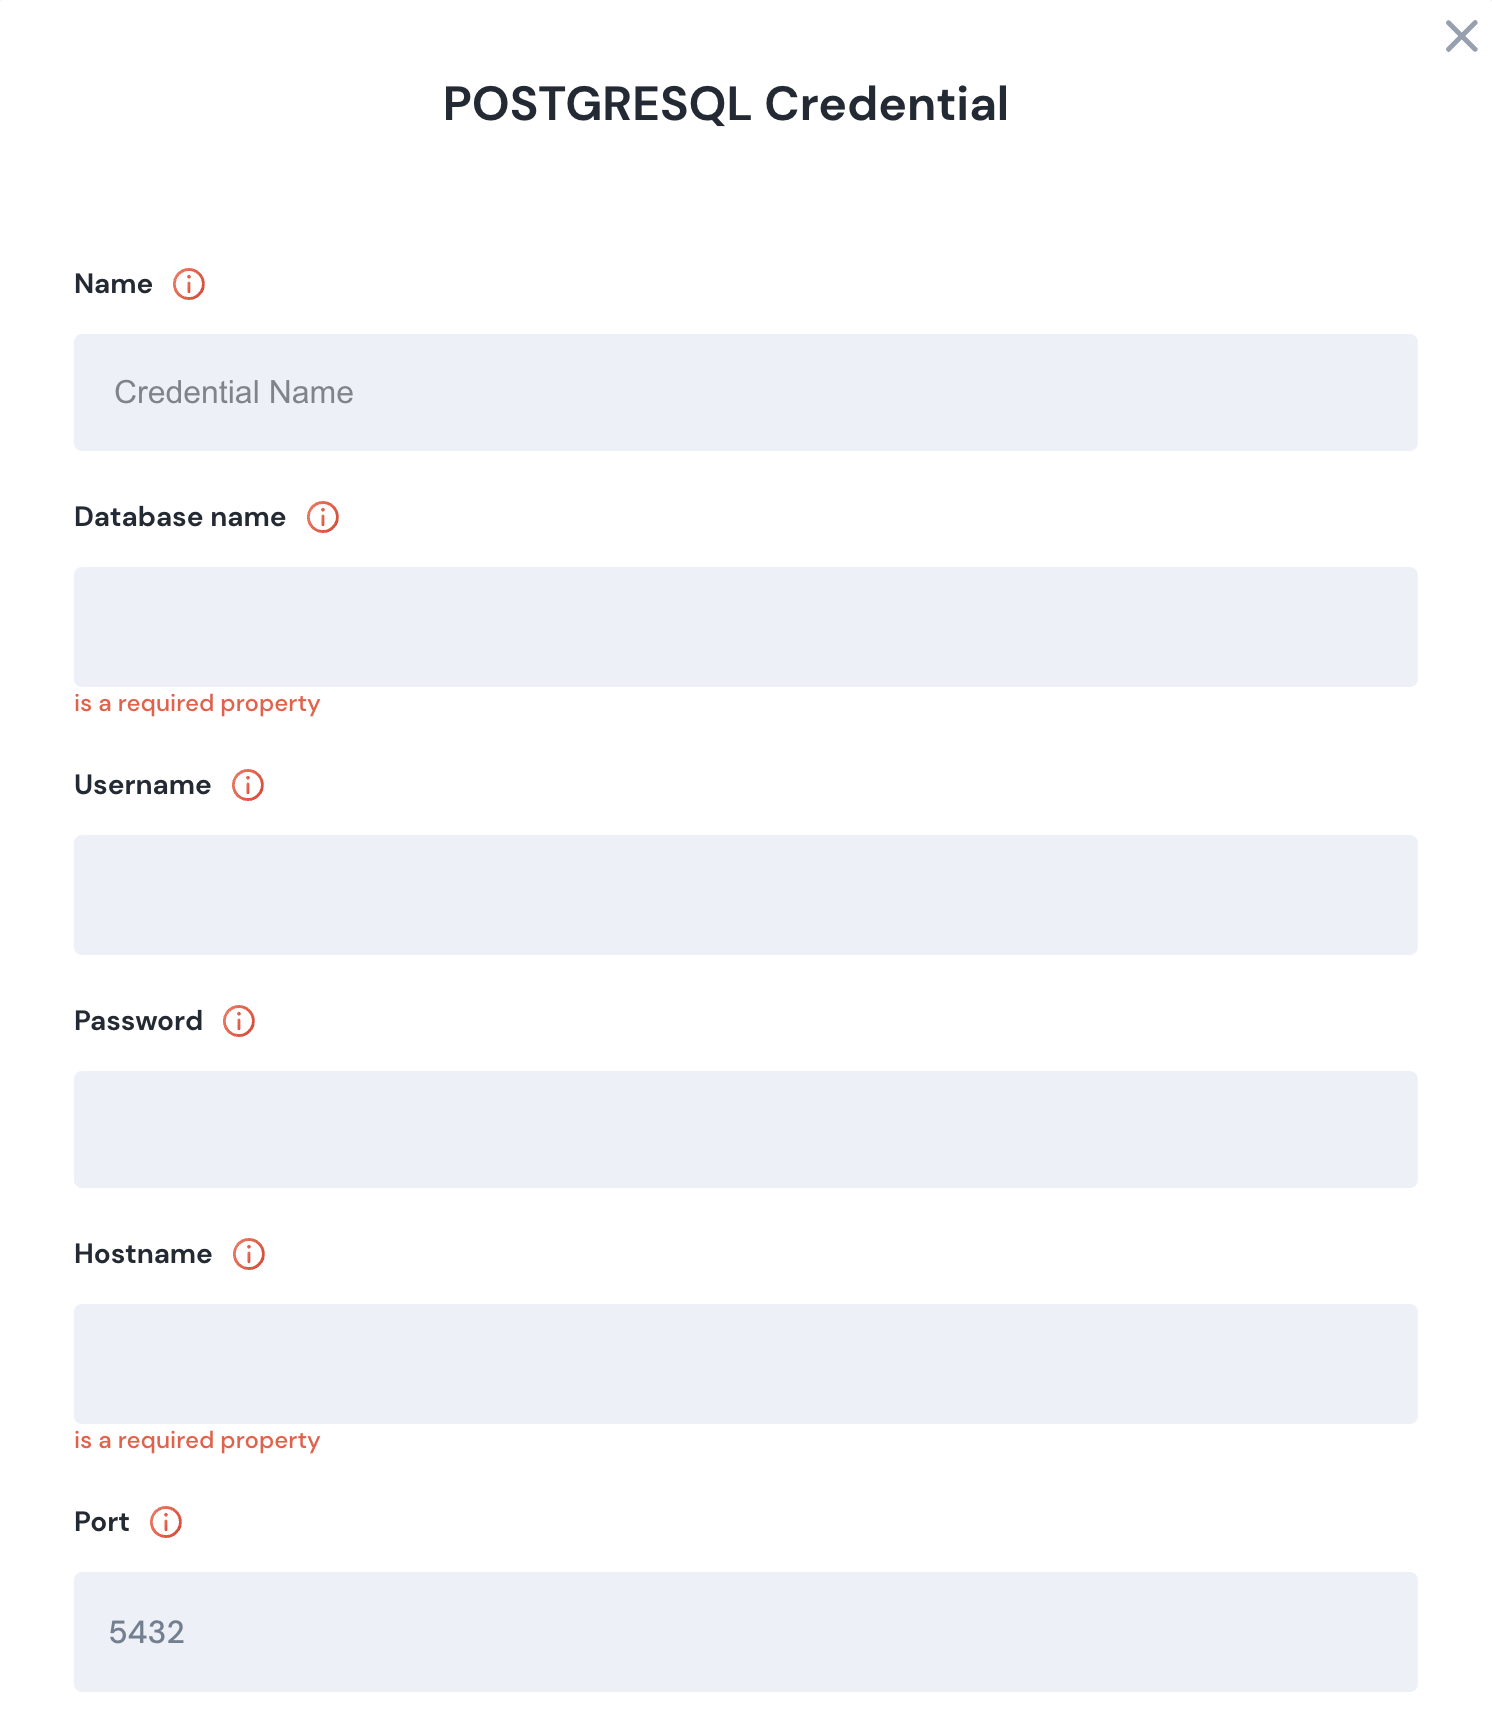 POSTGRESQL Credential
Name
Credential Name
Database name
is a required property
Username
Password
Hostname
is a required property
Port
5432